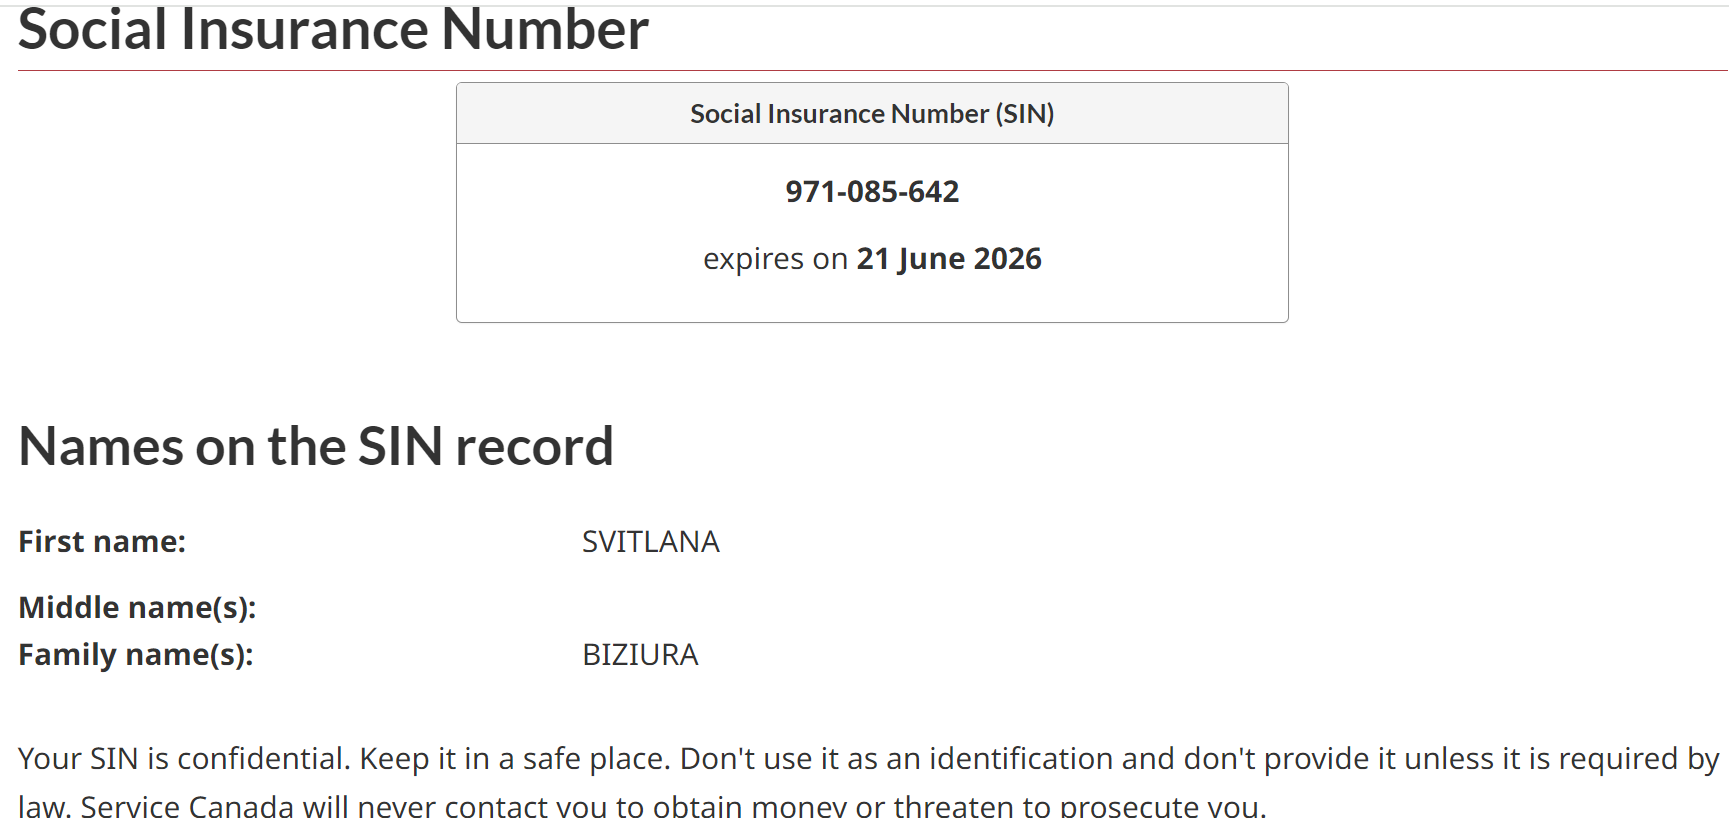 Social Insurance Number
Social Insurance Number (SIN)
971-085-642
expires on 21 June 2026
Names on the SIN record
First name: SVITLANA
Middle name(s):
Family name(s): BIZIURA
Your SIN is confidential. Keep it in a safe place. Don't use it as an identification and don't provide it unless it is required by
law. Service Canada will never contact you to obtain money or threaten to prosecute you.